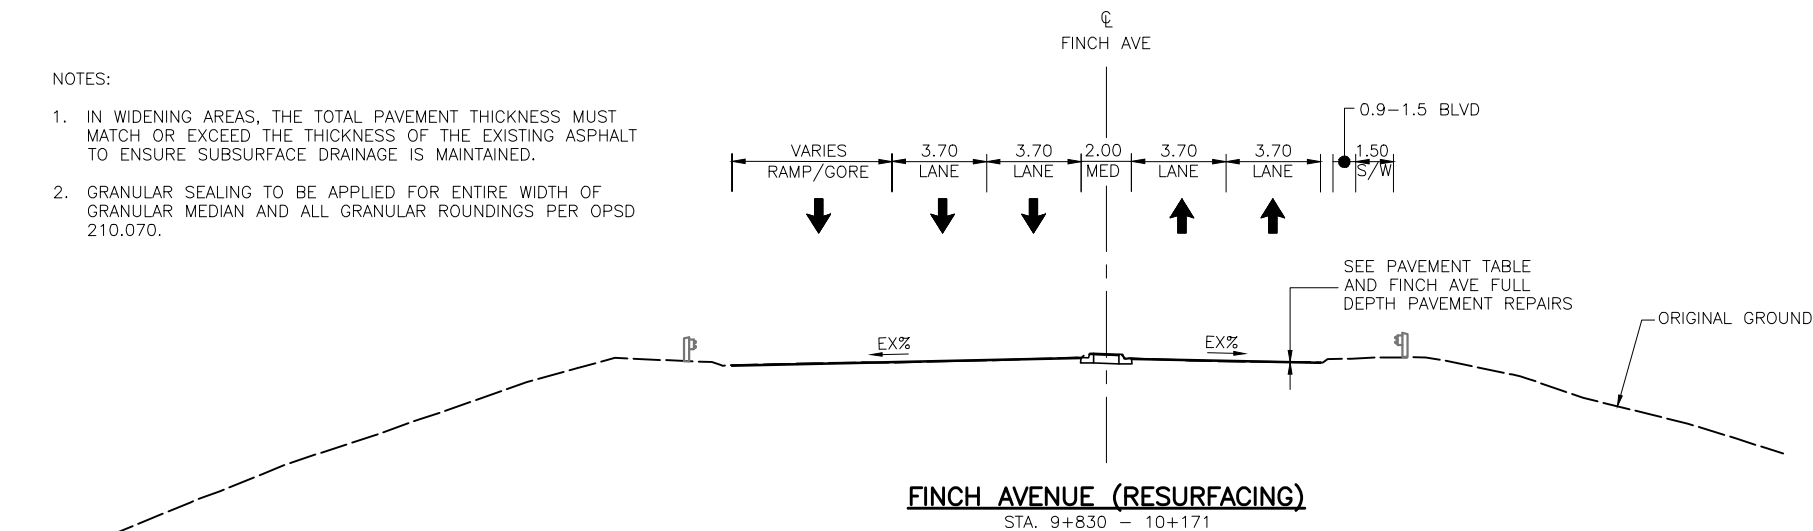 ℄
FINCH AVE
NOTES:
1. IN WIDENING AREAS, THE TOTAL PAVEMENT THICKNESS MUST
MATCH OR EXCEED THE THICKNESS OF THE EXISTING ASPHALT
TO ENSURE SUBSURFACE DRAINAGE IS MAINTAINED.
2. GRANULAR SEALING TO BE APPLIED FOR ENTIRE WIDTH OF
GRANULAR MEDIAN AND ALL GRANULAR ROUNDINGS PER OPSD
210.070.
0.9-1.5 BLVD
VARIES 3.70 3.70 2.00 3.70 3.70 1.50
RAMP/GORE LANE LANE MED LANE LANE S/W
SEE PAVEMENT TABLE
AND FINCH AVE FULL
DEPTH PAVEMENT REPAIRS
ORIGINAL GROUND
EX% EX%
FINCH AVENUE (RESURFACING)
STA. 9+830 - 10+171